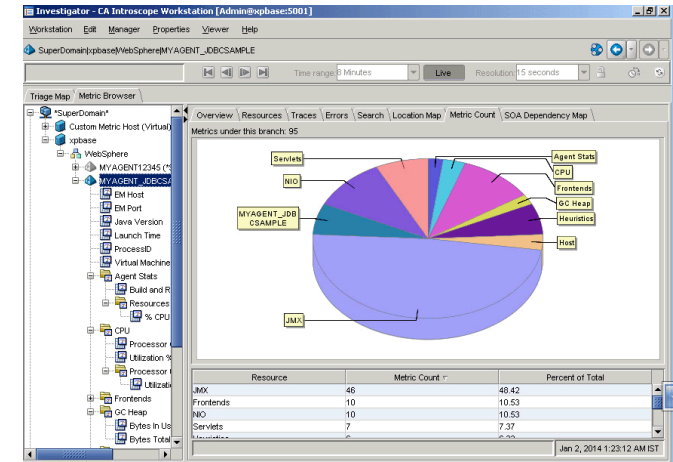 Investigator - CA Introscope Workstation [Admin@xpbase:5001]
Workstation Edit Manager Properties Viewer Help
SuperDomain|xpbase|WebSphere|MYAGENT_JDBCSAMPLE
Time range: 8 Minutes Live Resolution: 15 seconds
Triage Map Metric Browser
*SuperDomain*
Custom Metric Host (Virtual)
xpbase
WebSphere
MYAGENT12345 (*S
MYAGENT_JDBCSA
EM Host
EM Port
Java Version
Launch Time
ProcessID
Virtual Machine
Agent Stats
Build and R
Resources
% CPU
CPU
Processor
Utilization %
Processor
Utilizati
Frontends
GC Heap
Bytes In Us
Bytes Total
Overview Resources Traces Errors Search Location Map Metric Count SOA Dependency Map
Metrics under this branch: 95
Servlets
NIO
MYAGENT_JDB
CSAMPLE
JMX
Agent Stats
CPU
Frontends
GC Heap
Heuristics
Host
Resource Metric Count Percent of Total
JMX 46 48.42
Frontends 10 10.53
NIO 10 10.53
Servlets 7 7.37
Jan 2, 2014 1:23:12 AM IST